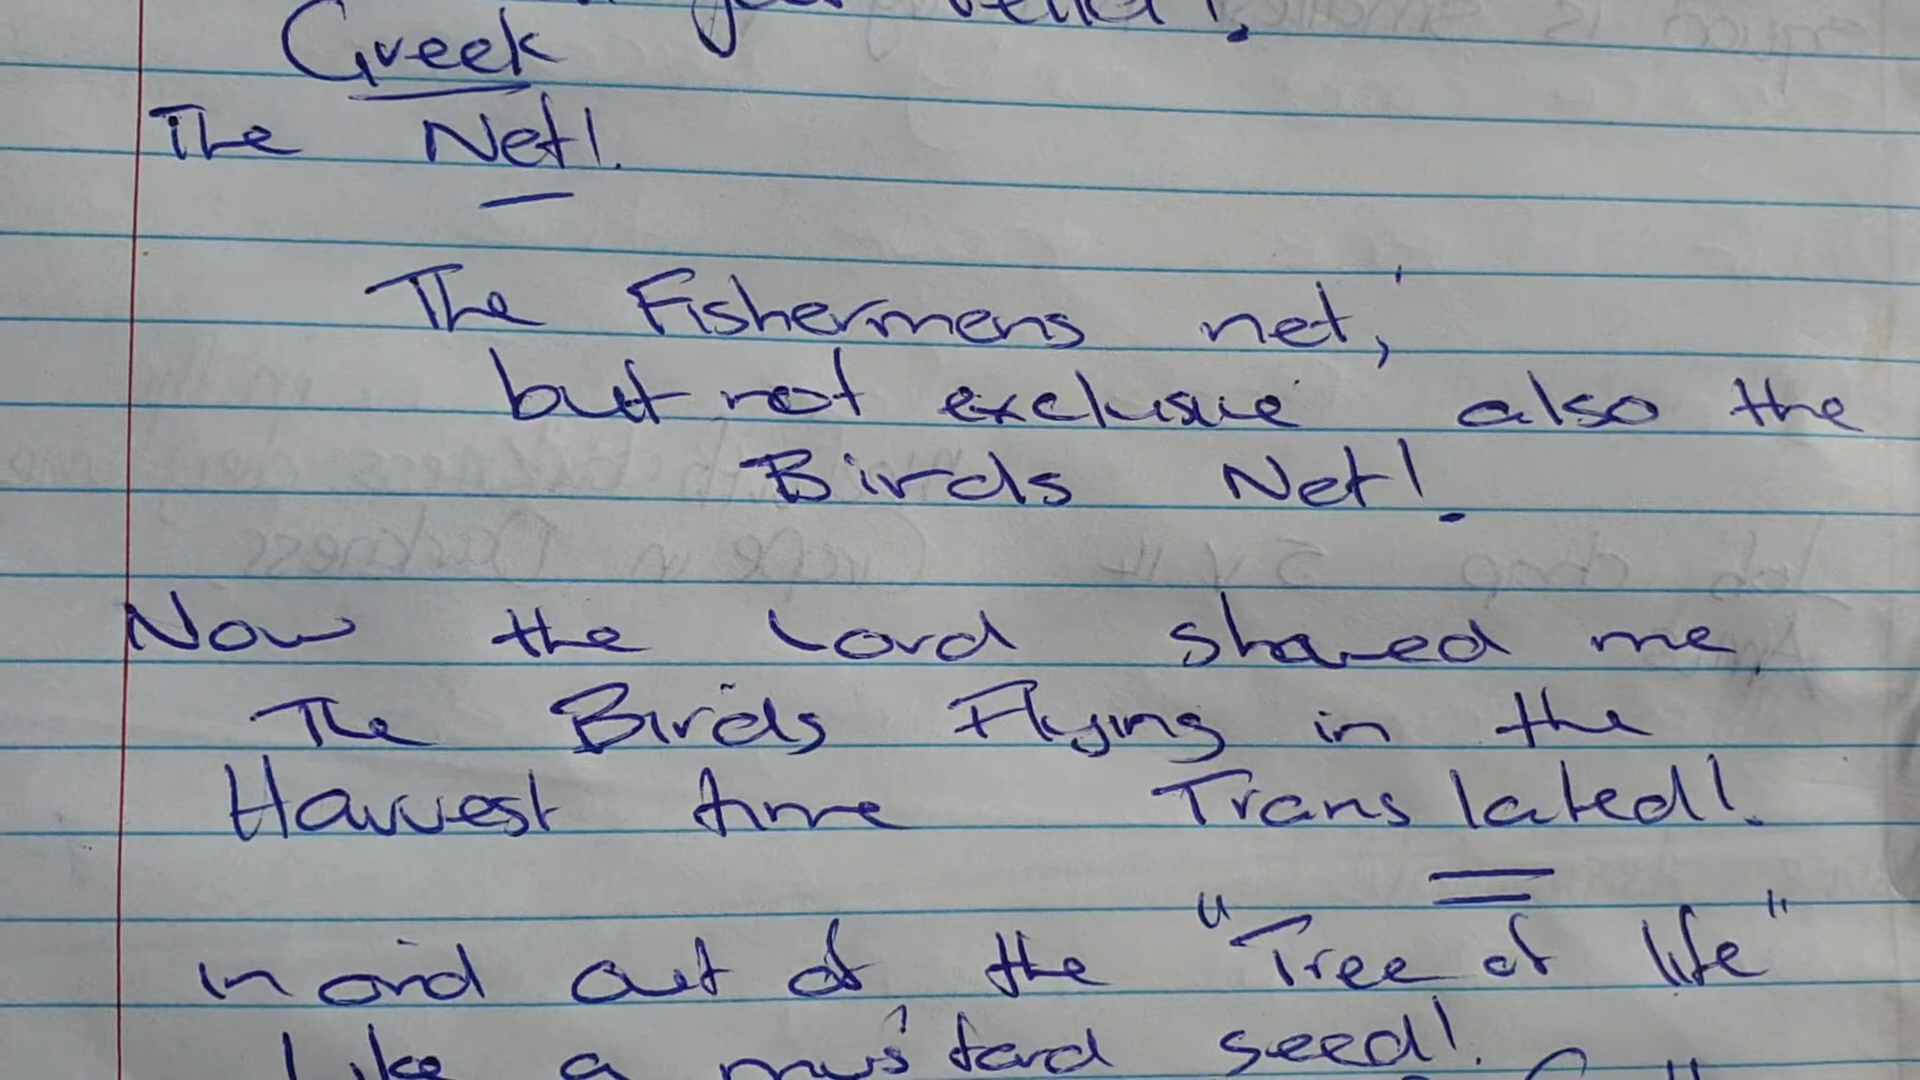 Greek
The Net!.
The Fishermens net,
but not exclusive also the
Birds Net!
Now the Lord shared me
The Birds Flying in the
Harvest time Translated!.
in and out of the "Tree of life"
Like a mustard seed!.